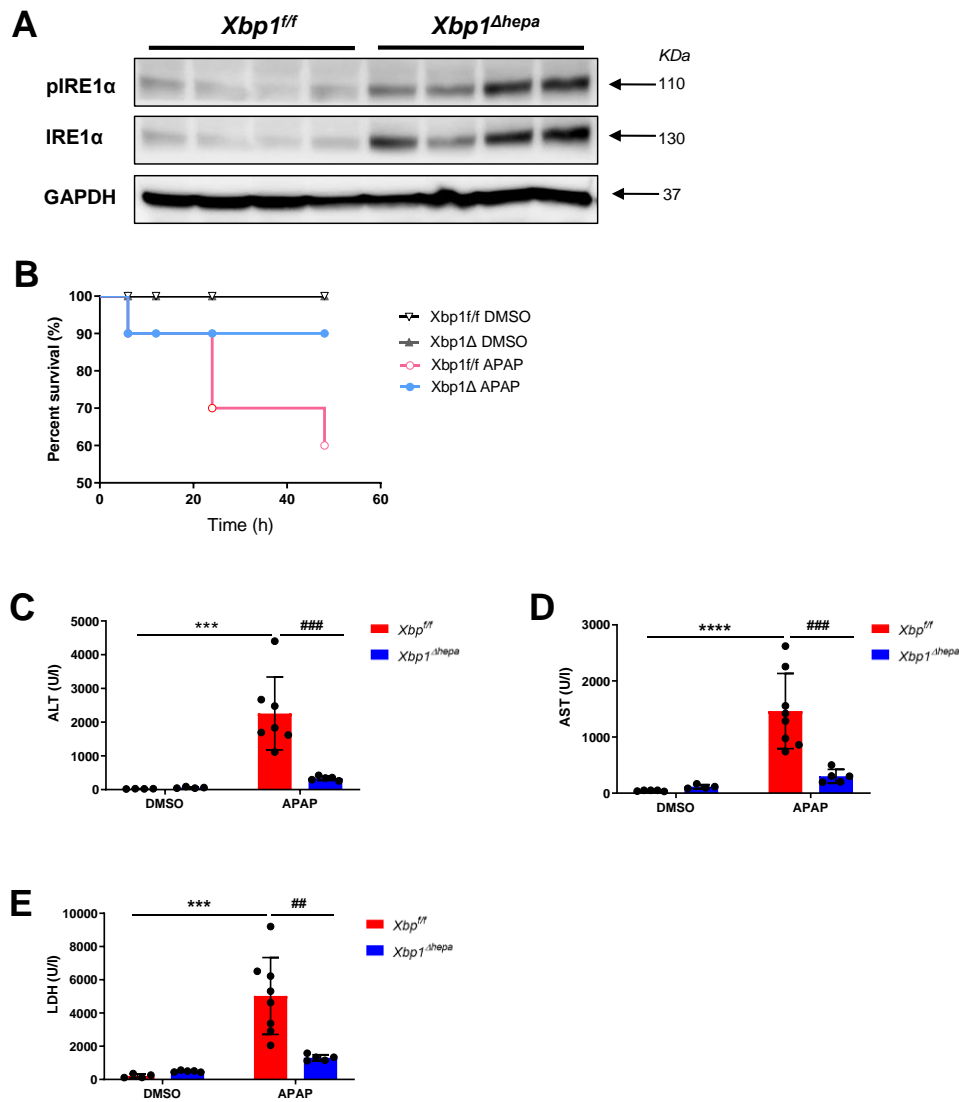 A
Xbp1f/f
Xbp1Δhepa
KDa
pIRE1α
110
IRE1α
130
GAPDH
37
B
Percent survival (%)
100
90
80
70
60
50
0
20
40
60
Time (h)
Xbp1f/f DMSO
Xbp1Δ DMSO
Xbp1f/f APAP
Xbp1Δ APAP
C
ALT (U/l)
5000
4000
3000
2000
1000
0
***
###
DMSO
APAP
Xbpf/f
Xbp1Δhepa
D
AST (U/l)
3000
2000
1000
0
****
###
DMSO
APAP
Xbpf/f
Xbp1Δhepa
E
LDH (U/l)
10000
8000
6000
4000
2000
0
***
##
DMSO
APAP
Xbpf/f
Xbp1Δhepa